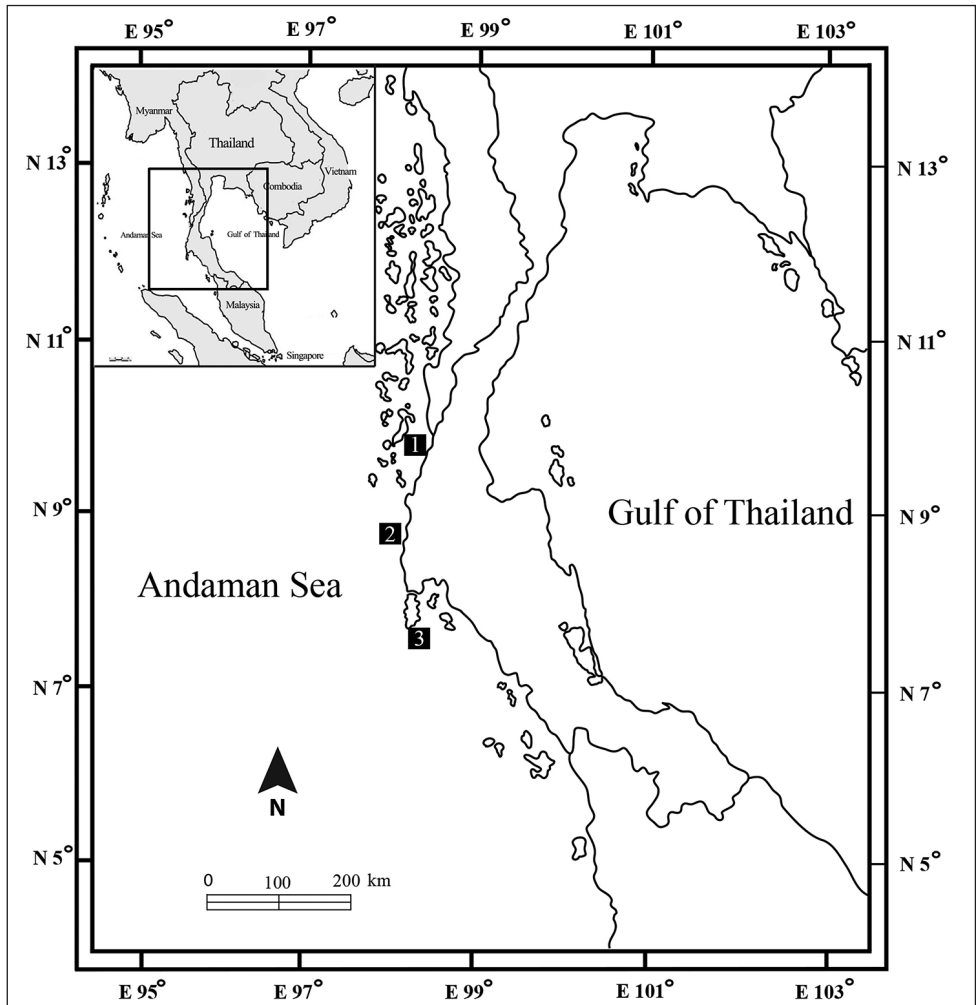 E 95° E 97° E 99° E 101° E 103°
Myanmar
Thailand
Vietnam
Combodia
Andaman Sea
Gulf of Thailand
Malaysia
Singapore
N 13° N 13°
N 11° N 11°
1
N 9° N 9°
Gulf of Thailand
2
Andaman Sea
3
N 7° N 7°
N
N 5° N 5°
0 100 200 km
E 95° E 97° E 99° E 101° E 103°